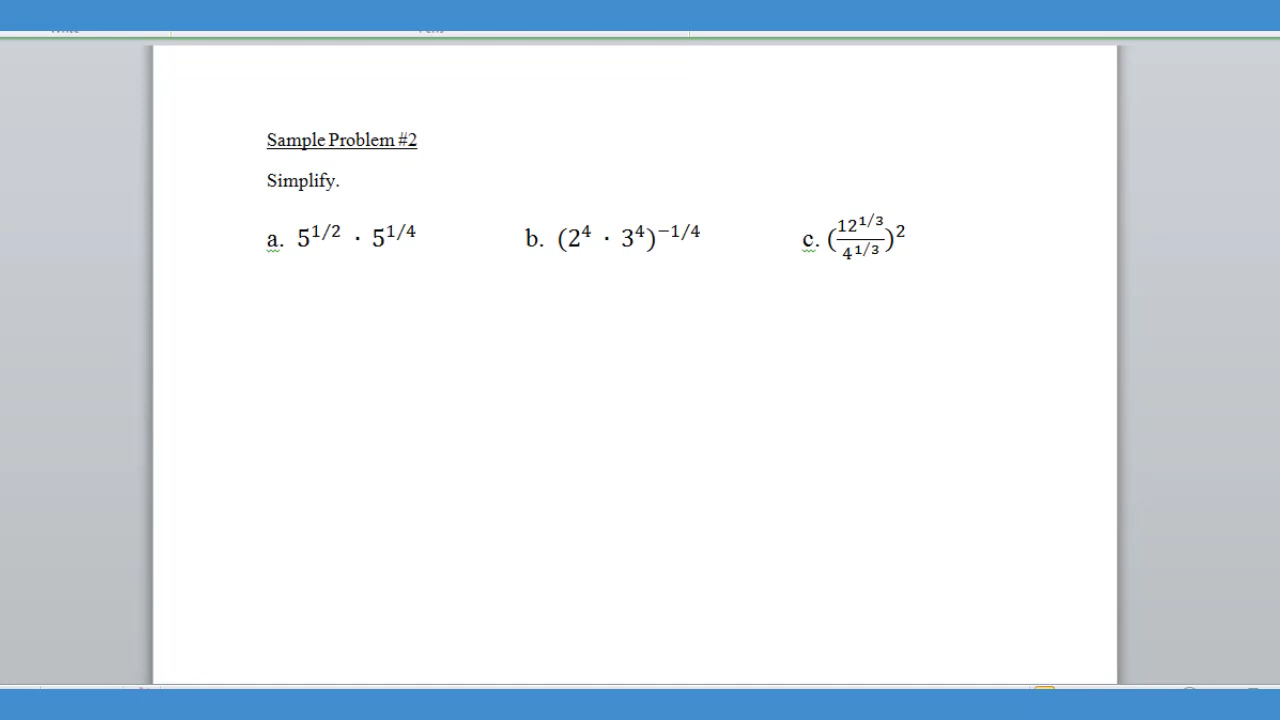 Sample Problem #2
Simplify.
a. 5^{1/2} · 5^{1/4} b. (2^4 · 3^4)^{−1/4} c. (\frac{12^{1/3}}{4^{1/3}})^2